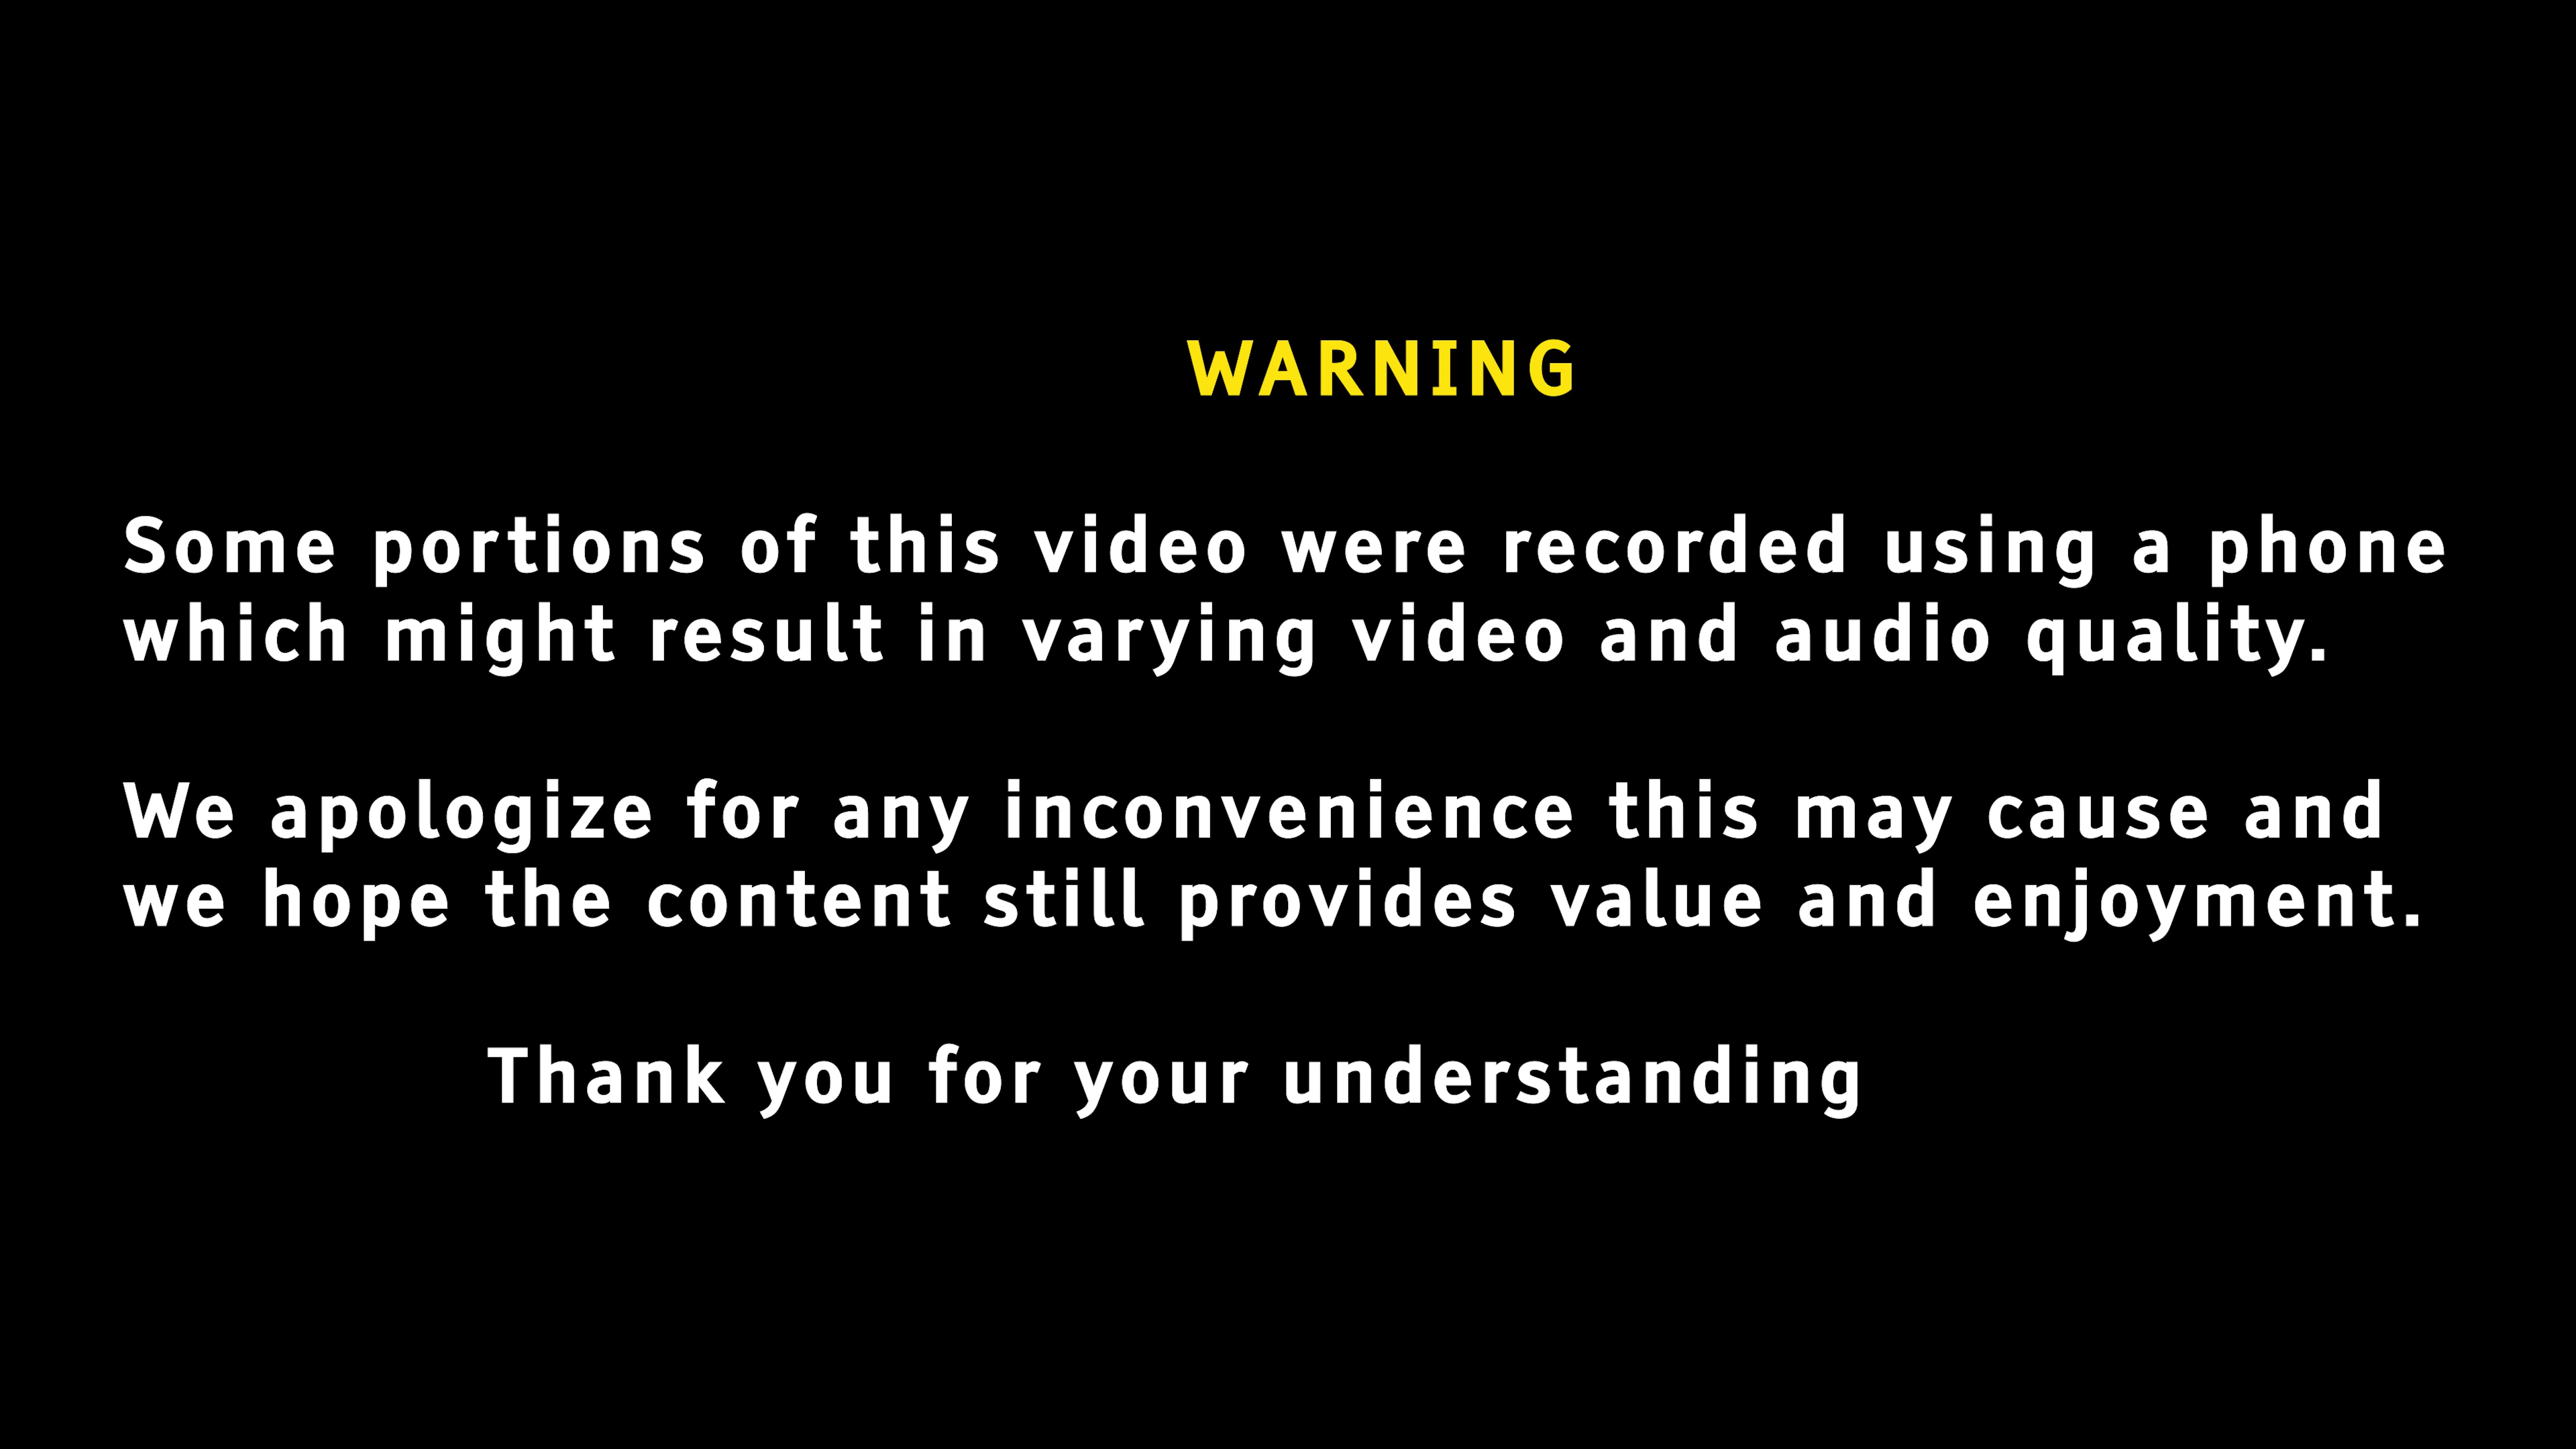 WARNING
Some portions of this video were recorded using a phone
which might result in varying video and audio quality.
We apologize for any inconvenience this may cause and
we hope the content still provides value and enjoyment.
Thank you for your understanding